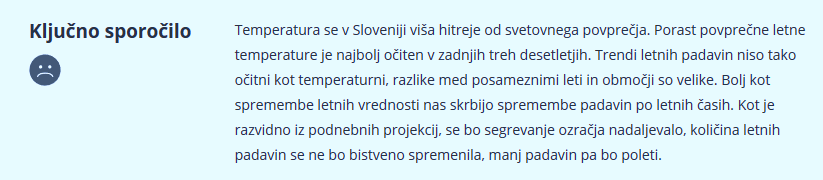 Ključno sporočilo
Temperatura se v Sloveniji viša hitreje od svetovnega povprečja. Porast povprečne letne
temperature je najbolj očiten v zadnjih treh desetletjih. Trendi letnih padavin niso tako
očitni kot temperaturni, razlike med posameznimi leti in območji so velike. Bolj kot
spremembe letnih vrednosti nas skrbijo spremembe padavin po letnih časih. Kot je
razvidno iz podnebnih projekcij, se bo segrevanje ozračja nadaljevalo, količina letnih
padavin se ne bo bistveno spremenila, manj padavin pa bo poleti.